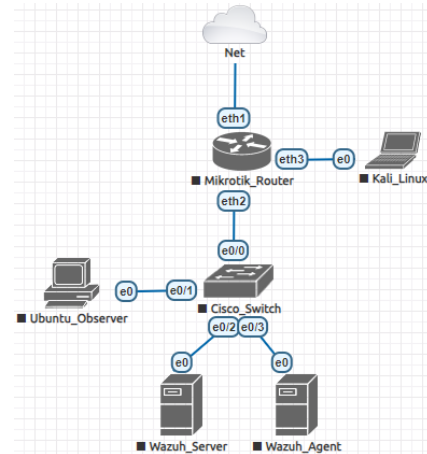 Net
eth1
eth3
e0
■ Mikrotik_Router
■ Kali_Linux
eth2
e0/0
e0
e0/1
■ Ubuntu_Observer
■ Cisco_Switch
e0/2
e0/3
e0
e0
■ Wazuh_Server
■ Wazuh_Agent